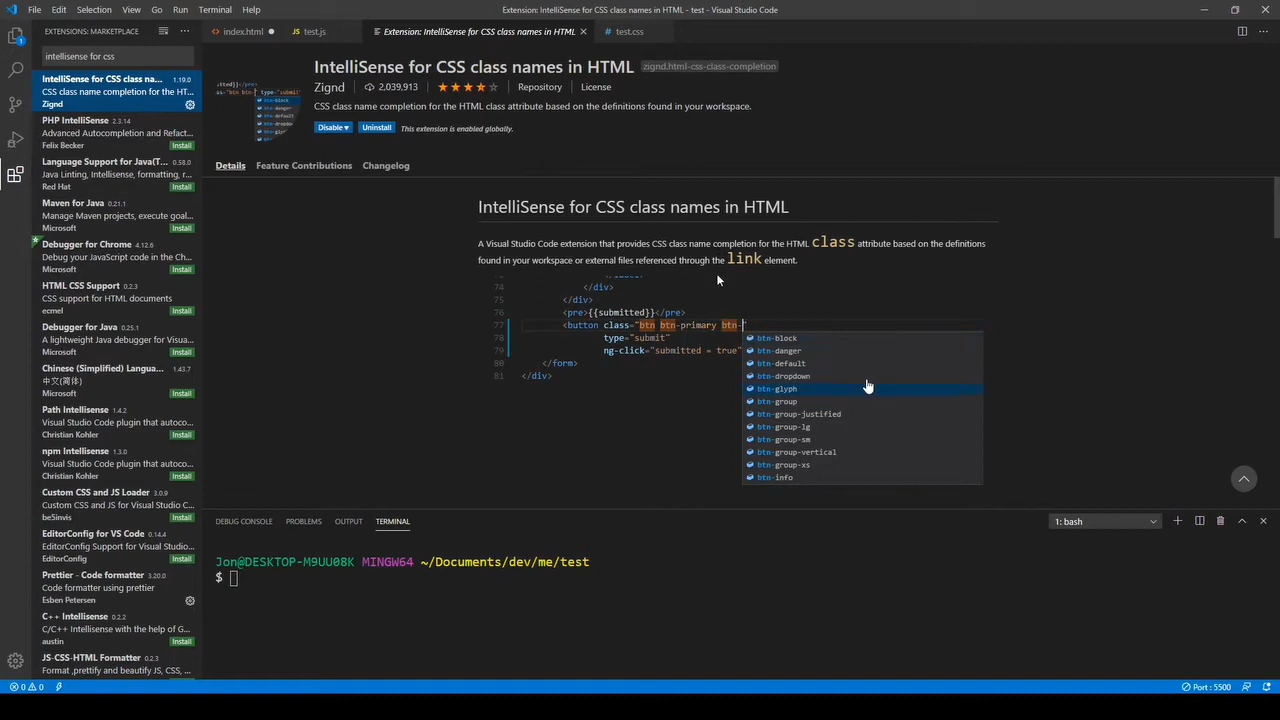 File Edit Selection View Go Run Terminal Help
Extension: IntelliSense for CSS class names in HTML - test - Visual Studio Code
EXTENSIONS: MARKETPLACE
intellisense for css
IntelliSense for CSS class na... 1.19.0
CSS class name completion for the HT...
Zignd
PHP IntelliSense 2.3.14
Advanced Autocompletion and Refact...
Felix Becker Install
Language Support for Java(T... 0.58.0
Java Linting, Intellisense, formatting, r...
Red Hat Install
Maven for Java 0.21.1
Manage Maven projects, execute goal...
Microsoft Install
Debugger for Chrome 4.12.6
Debug your JavaScript code in the Ch...
Microsoft Install
HTML CSS Support 0.2.3
CSS support for HTML documents
ecmel Install
Debugger for Java 0.27.1
A lightweight Java debugger for Visual...
Microsoft Install
Chinese (Simplified) Langua... 1.43.7
中文(简体)
Microsoft Install
Path Intellisense 1.4.2
Visual Studio Code plugin that autoco...
Christian Kohler Install
npm Intellisense 1.3.0
Visual Studio Code plugin that autoco...
Christian Kohler Install
Custom CSS and JS Loader 3.0.9
Custom CSS and JS for Visual Studio C...
be5invis Install
EditorConfig for VS Code 0.14.4
EditorConfig Support for Visual Studio...
EditorConfig Install
Prettier - Code formatter 3.20.0
Code formatter using prettier
Esben Petersen
C++ Intellisense 0.2.2
C/C++ Intellisense with the help of G...
austin Install
JS-CSS-HTML Formatter 0.2.3
Format ,prettify and beautify JS, CSS, ... Install
index.html test.js Extension: IntelliSense for CSS class names in HTML test.css
IntelliSense for CSS class names in HTML zignd.html-css-class-completion
Zignd 2,039,913 Repository License
CSS class name completion for the HTML class attribute based on the definitions found in your workspace.
Disable Uninstall This extension is enabled globally.
Details Feature Contributions Changelog
IntelliSense for CSS class names in HTML
A Visual Studio Code extension that provides CSS class name completion for the HTML class attribute based on the definitions
found in your workspace or external files referenced through the link element.
74 </div>
75 </div>
76 <pre>{{submitted}}</pre>
77 <button class="btn btn-primary btn-"
78 type="submit"
79 ng-click="submitted = true"
80 </form>
81 </div>
btn-block
btn-danger
btn-default
btn-dropdown
btn-glyph
btn-group
btn-group-justified
btn-group-lg
btn-group-sm
btn-group-vertical
btn-group-xs
btn-info
DEBUG CONSOLE PROBLEMS OUTPUT TERMINAL 1: bash
Jon@DESKTOP-M9UU08K MINGW64 ~/Documents/dev/me/test
$
0 0 Port : 5500